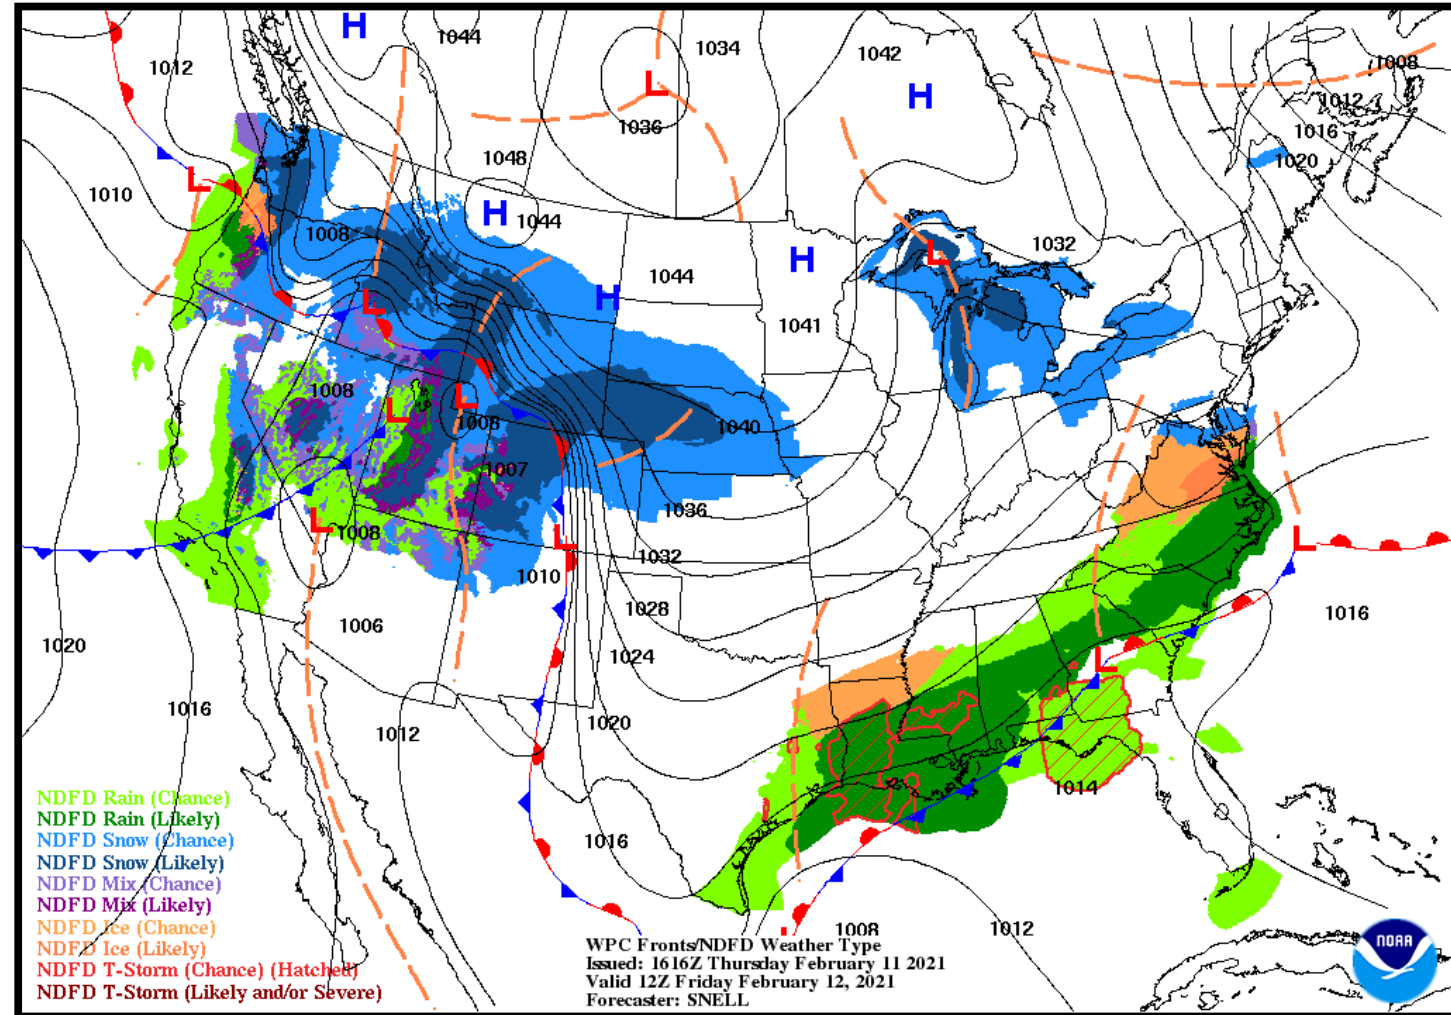 H
1044
1034
1042
1008
1012
L
H
1012
1036
1016
1048
1020
L
1010
H
1044
1008
1032
L
H
1044
H
L
1041
1008
L
L
1008
1040
1007
L
1008
1036
L
L
1032
1010
1028
1016
1006
1020
1024
L
1016
1020
1012
1014
NDFD Rain (Chance)
NDFD Rain (Likely)
NDFD Snow (Chance)
1016
NDFD Snow (Likely)
NDFD Mix (Chance)
NDFD Mix (Likely)
NDFD Ice (Chance)
1008
1012
NDFD Ice (Likely)
NDFD T-Storm (Chance) (Hatched)
NDFD T-Storm (Likely and/or Severe)
WPC Fronts/NDFD Weather Type
Issued: 1616Z Thursday February 11 2021
Valid 12Z Friday February 12, 2021
Forecaster: SNELL
NOAA